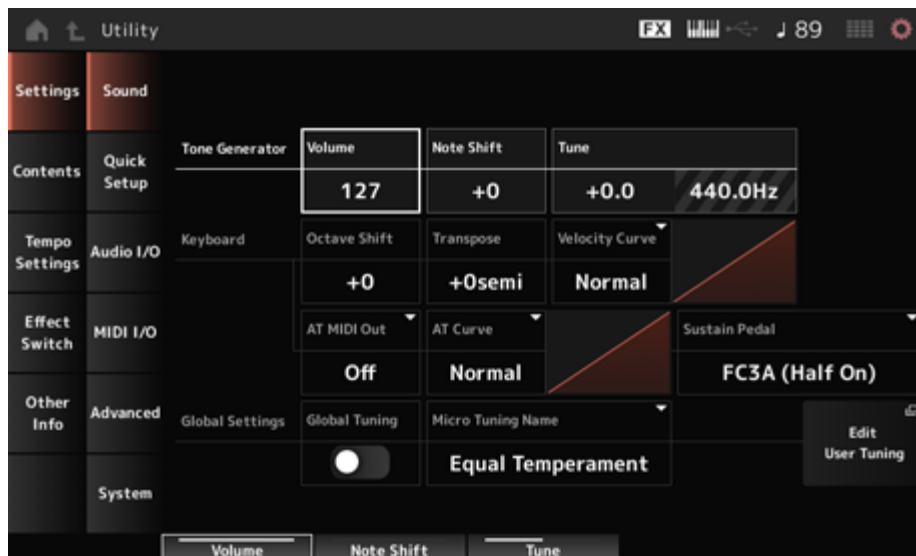 Utility
FX
♩ 89
Settings
Sound
Contents
Quick
Setup
Tempo
Settings
Audio I/O
Effect
Switch
MIDI I/O
Other
Info
Advanced
System
Tone Generator
Volume
Note Shift
Tune
127
+0
+0.0
440.0Hz
Keyboard
Octave Shift
Transpose
Velocity Curve
+0
+0semi
Normal
AT MIDI Out
AT Curve
Sustain Pedal
Off
Normal
FC3A (Half On)
Global Settings
Global Tuning
Micro Tuning Name
Equal Temperament
Edit
User Tuning
Volume
Note Shift
Tune